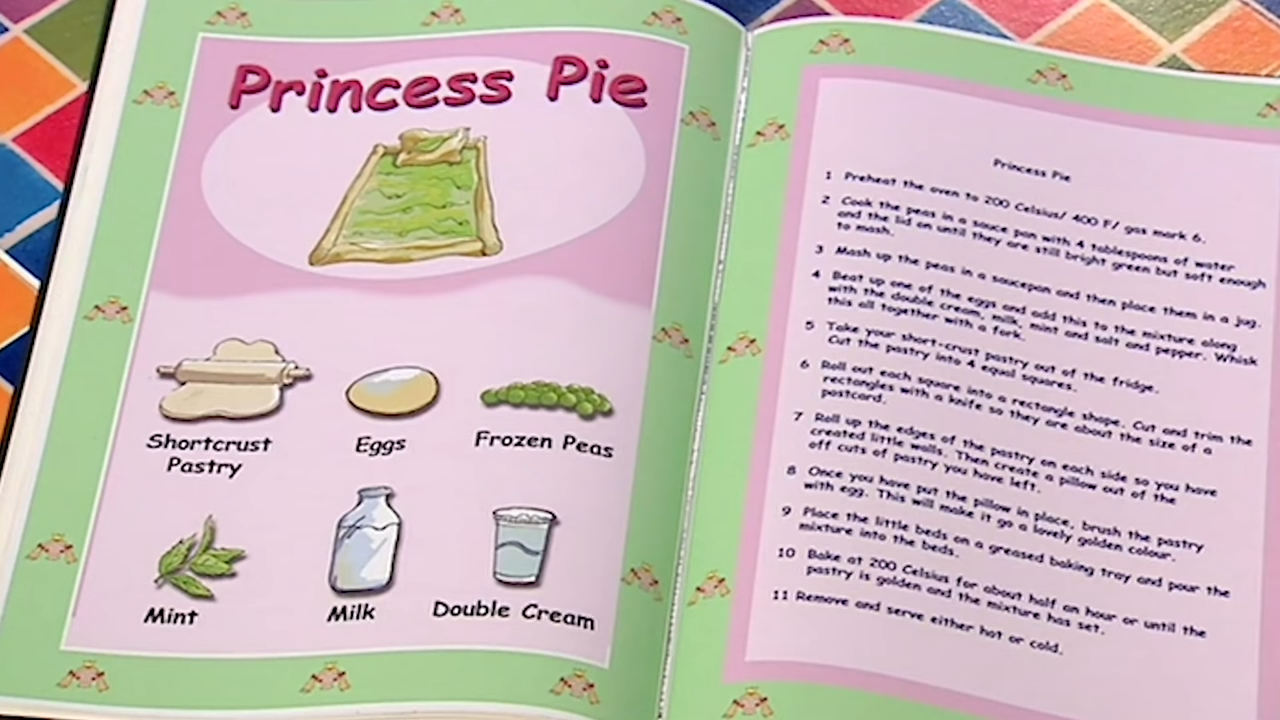 Princess Pie
Shortcrust
Pastry
Eggs
Frozen Peas
Mint
Milk
Double Cream
Princess Pie
1 Preheat the oven to 200 Celsius/ 400 F/ gas mark 6.
2 Cook the peas in a sauce pan with 4 tablespoons of water
and the lid on until they are still bright green but soft enough
to mash.
3 Mash up the peas in a saucepan and then place them in a jug.
4 Beat up one of the eggs and add this to the mixture along
with the double cream, milk, mint and salt and pepper. Whisk
this all together with a fork.
5 Take your short-crust pastry out of the fridge.
Cut the pastry into 4 equal squares.
6 Roll out each square into a rectangle shape. Cut and trim the
rectangles with a knife so they are about the size of a
postcard.
7 Roll up the edges of the pastry on each side so you have
created little walls. Then create a pillow out of the
off cuts of pastry you have left.
8 Once you have put the pillow in place, brush the pastry
with egg. This will make it go a lovely golden colour.
9 Place the little beds on a greased baking tray and pour the
mixture into the beds.
10 Bake at 200 Celsius for about half an hour or until the
pastry is golden and the mixture has set.
11 Remove and serve either hot or cold.